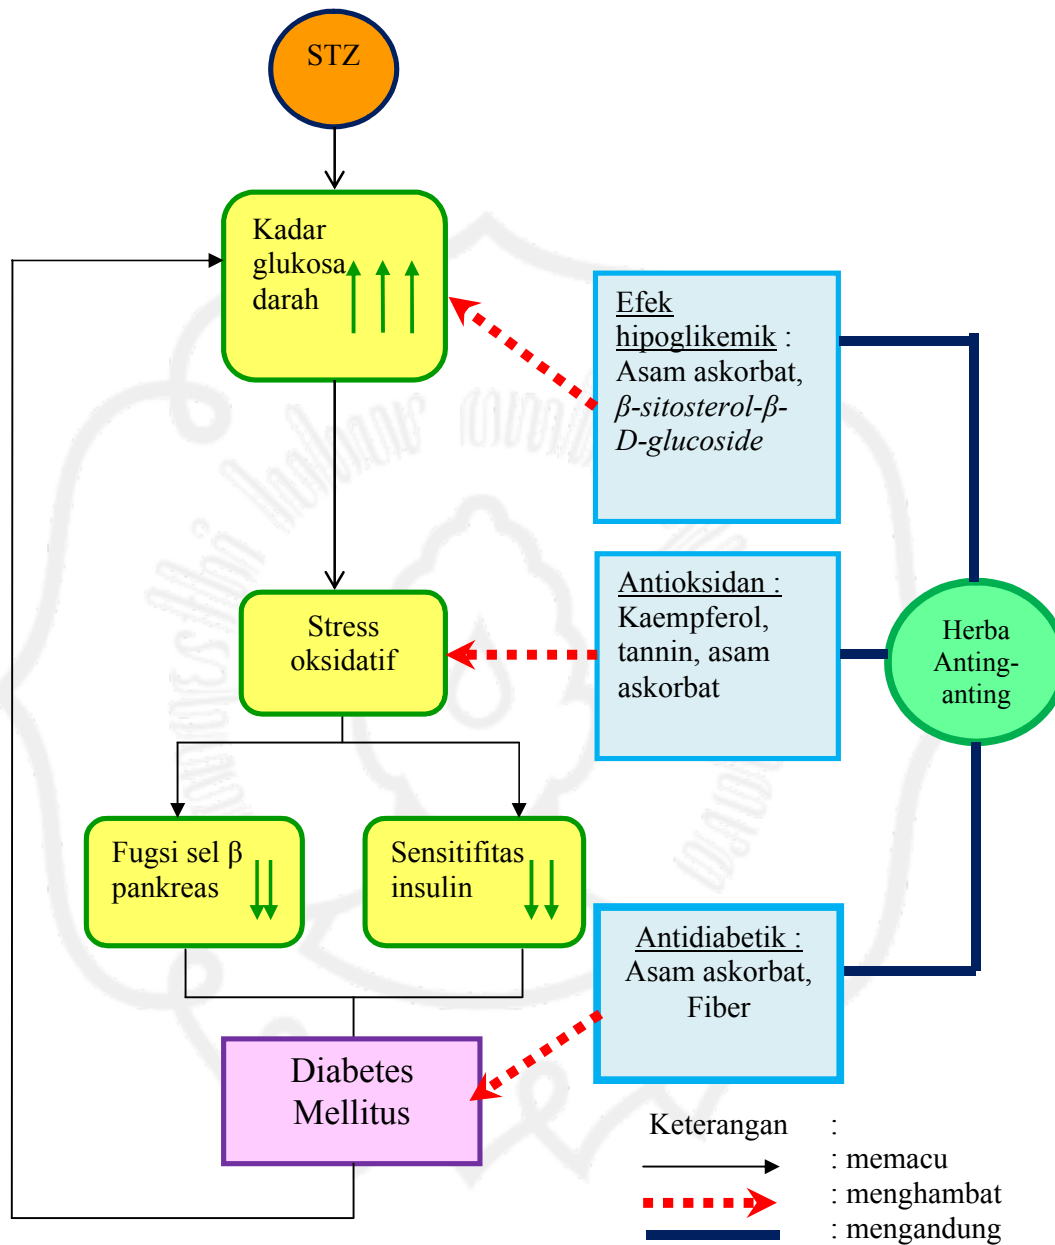 STZ
Kadar
glukosa
darah
Efek
hipoglikemik :
Asam askorbat,
β-sitosterol-β-
D-glucoside
Stress
oksidatif
Antioksidan :
Kaempferol,
tannin, asam
askorbat
Herba
Anting-
anting
Fugsi sel β
pankreas
Sensitifitas
insulin
Antidiabetik :
Asam askorbat,
Fiber
Diabetes
Mellitus
Keterangan :
: memacu
: menghambat
: mengandung